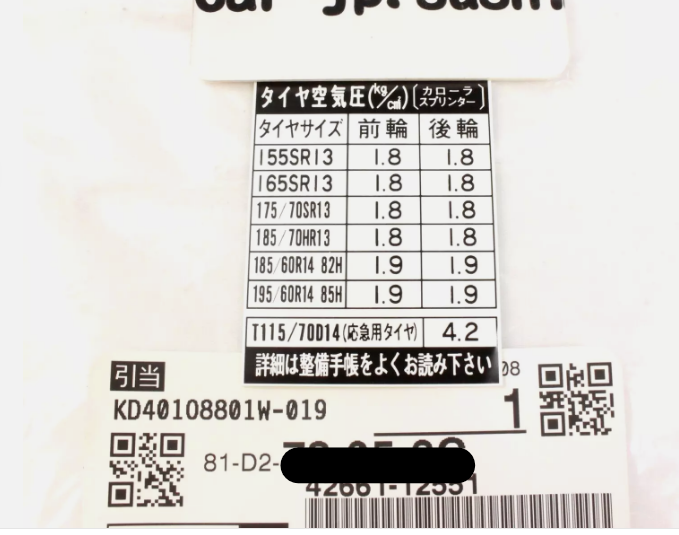 タイヤ空気圧(kg/c㎡)〔カローラ スプリンター〕
タイヤサイズ 前輪 後輪
155SR13 1.8 1.8
165SR13 1.8 1.8
175/70SR13 1.8 1.8
185/70HR13 1.8 1.8
185/60R14 82H 1.9 1.9
195/60R14 85H 1.9 1.9
T115/70D14(応急用タイヤ) 4.2
詳細は整備手帳をよくお読み下さい
引当
KD40108801W-019
1
81-D2-
42661-12551